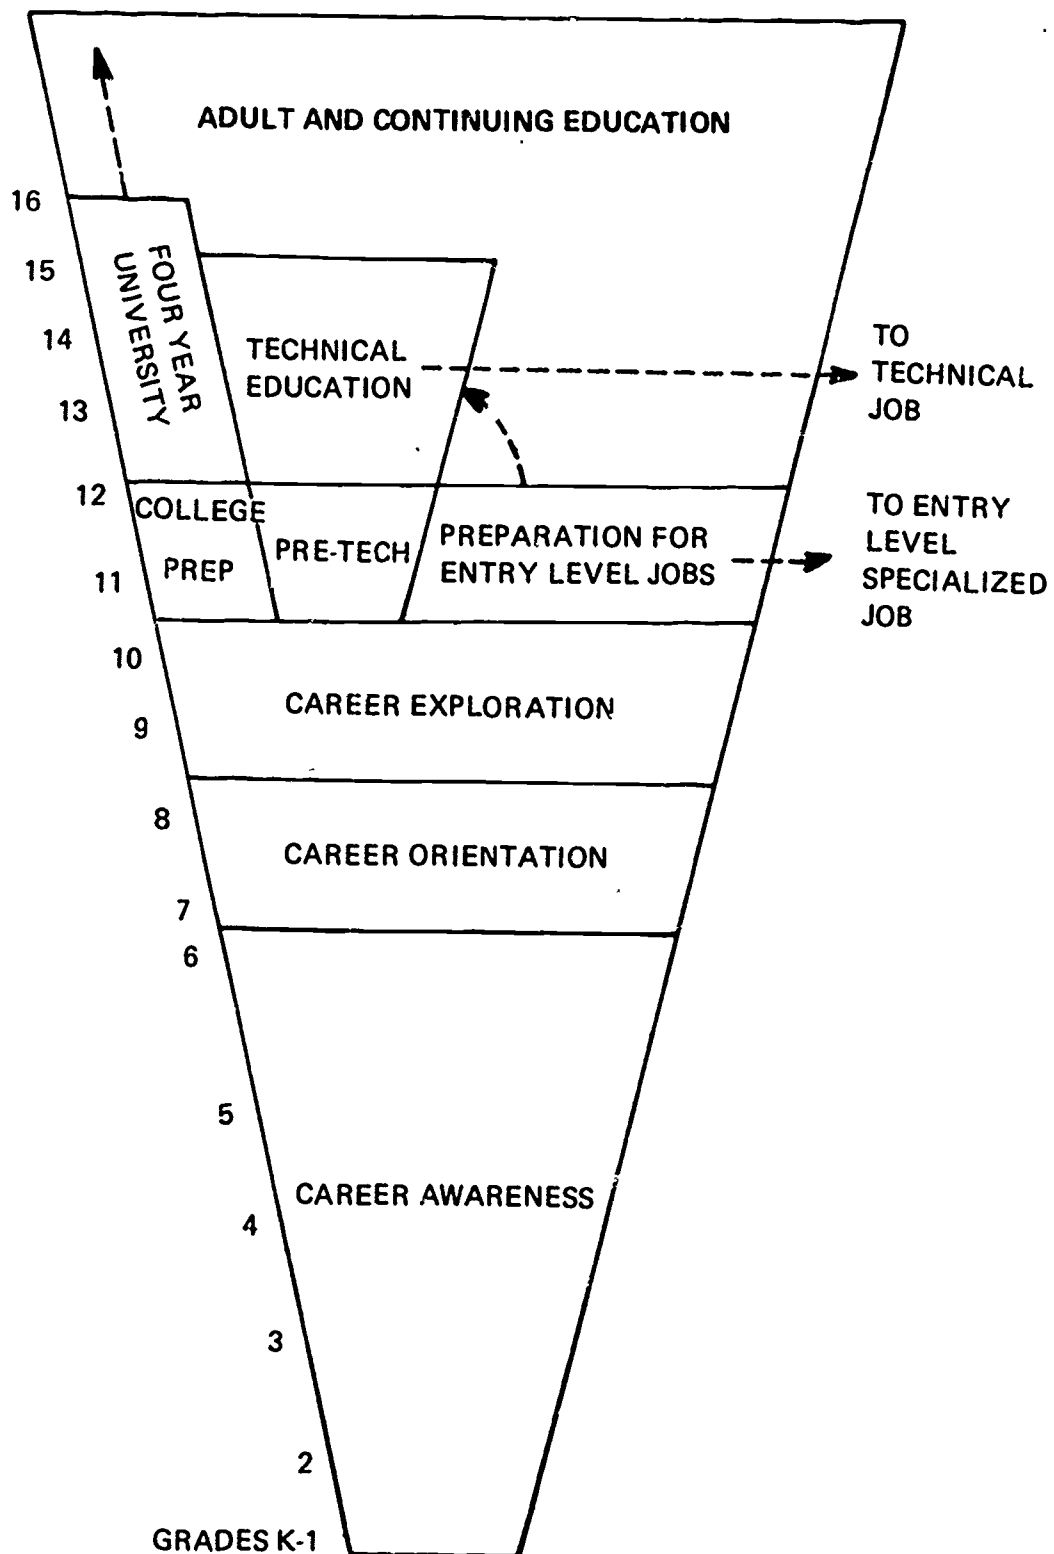 ADULT AND CONTINUING EDUCATION
16
15
14
13
12
11
10
9
8
7
6
5
4
3
2
GRADES K-1
FOUR YEAR
UNIVERSITY
TECHNICAL
EDUCATION
TO
TECHNICAL
JOB
COLLEGE
PREP
PRE-TECH
PREPARATION FOR
ENTRY LEVEL JOBS
TO ENTRY
LEVEL
SPECIALIZED
JOB
CAREER EXPLORATION
CAREER ORIENTATION
CAREER AWARENESS